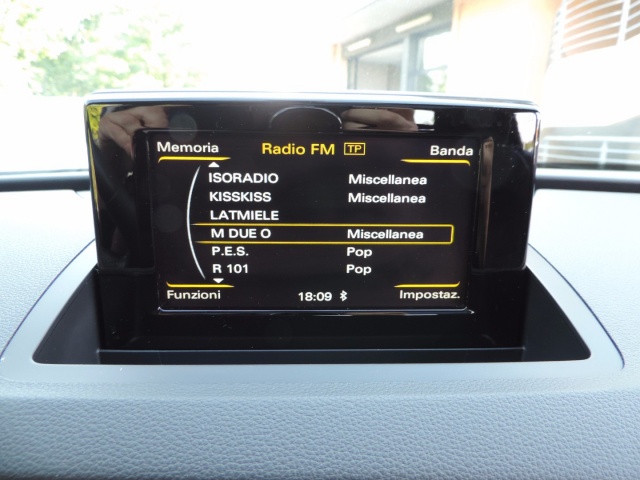 Memoria Radio FM TP Banda
ISORADIO Miscellanea
KISSKISS Miscellanea
LATMIELE
M DUE O Miscellanea
P.E.S. Pop
R 101 Pop
Funzioni 18:09 Impostaz.